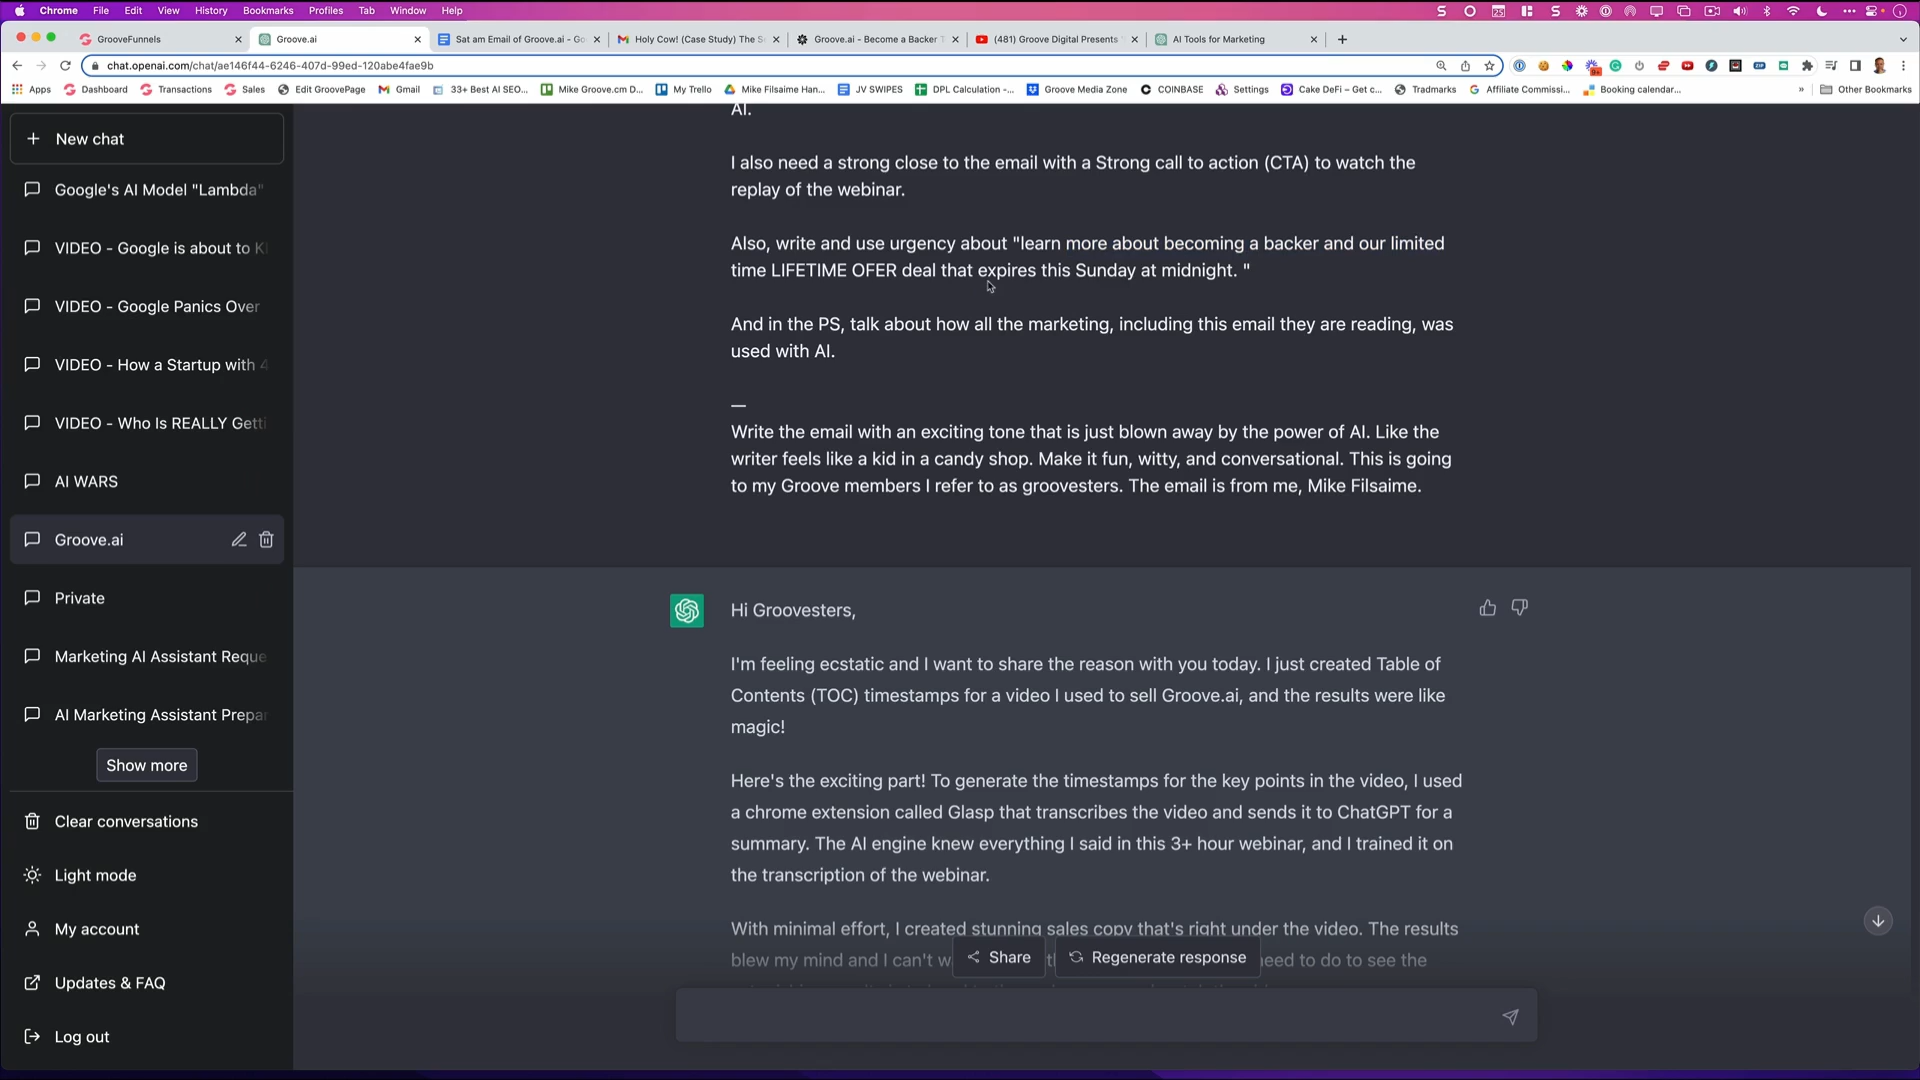 Chrome File Edit View History Bookmarks Profiles Tab Window Help
GrooveFunnels
Groove.ai
Sat am Email of Groove.ai - Go
Holy Cow! (Case Study) The S
Groove.ai - Become a Backer
(481) Groove Digital Presents
AI Tools for Marketing
chat.openai.com/chat/ae146f44-6246-407d-99ed-120abe4fae9b
Apps Dashboard Transactions Sales Edit GroovePage Gmail 33+ Best AI SEO... Mike Groove.cm D... My Trello Mike Filsaime Han... JV SWIPES DPL Calculation -... Groove Media Zone COINBASE Settings Cake DeFi – Get c... Tradmarks Affiliate Commissi... Booking calendar... » Other Bookmarks
New chat
Google's AI Model "Lambda"
VIDEO - Google is about to K
VIDEO - Google Panics Over
VIDEO - How a Startup with 4
VIDEO - Who Is REALLY Getti
AI WARS
Groove.ai
Private
Marketing AI Assistant Reque
AI Marketing Assistant Prepar
Show more
Clear conversations
Light mode
My account
Updates & FAQ
Log out
AI.
I also need a strong close to the email with a Strong call to action (CTA) to watch the
replay of the webinar.
Also, write and use urgency about "learn more about becoming a backer and our limited
time LIFETIME OFER deal that expires this Sunday at midnight. "
And in the PS, talk about how all the marketing, including this email they are reading, was
used with AI.
—
Write the email with an exciting tone that is just blown away by the power of AI. Like the
writer feels like a kid in a candy shop. Make it fun, witty, and conversational. This is going
to my Groove members I refer to as groovesters. The email is from me, Mike Filsaime.
Hi Groovesters,
I'm feeling ecstatic and I want to share the reason with you today. I just created Table of
Contents (TOC) timestamps for a video I used to sell Groove.ai, and the results were like
magic!
Here's the exciting part! To generate the timestamps for the key points in the video, I used
a chrome extension called Glasp that transcribes the video and sends it to ChatGPT for a
summary. The AI engine knew everything I said in this 3+ hour webinar, and I trained it on
the transcription of the webinar.
With minimal effort, I created stunning sales copy that's right under the video. The results
blew my mind and I can't w need to do to see the
Share
Regenerate response